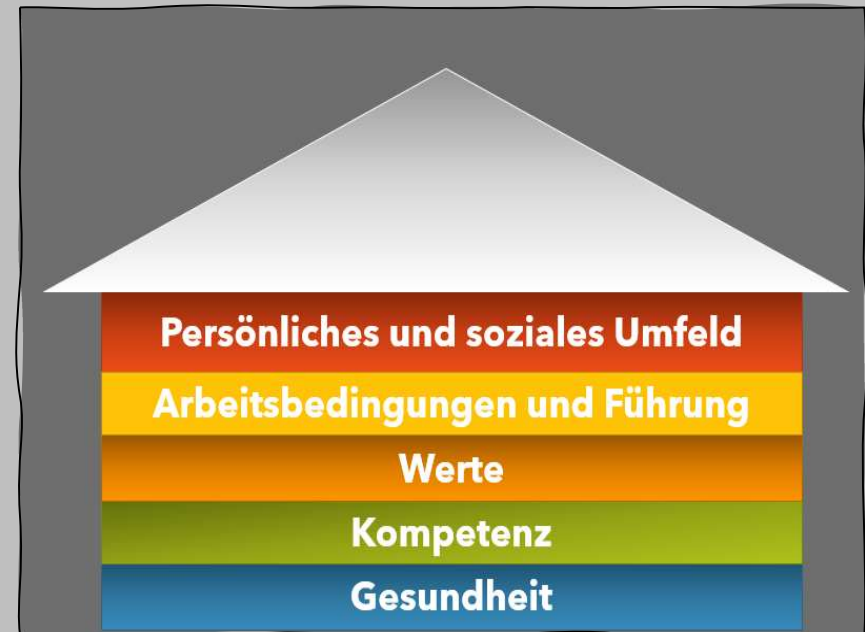 Persönliches und soziales Umfeld
Arbeitsbedingungen und Führung
Werte
Kompetenz
Gesundheit